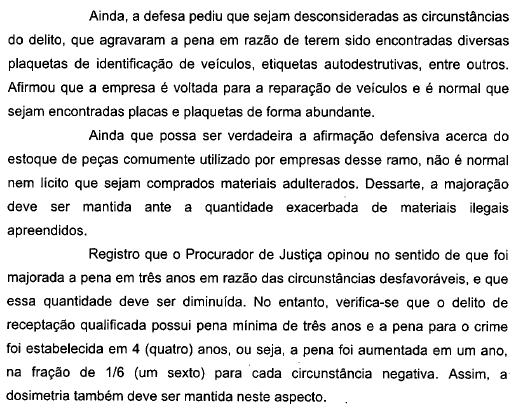 Ainda, a defesa pediu que sejam desconsideradas as circunstâncias
do delito, que agravaram a pena em razão de terem sido encontradas diversas
plaquetas de identificação de veículos, etiquetas autodestrutivas, entre outros.
Afirmou que a empresa é voltada para a reparação de veículos e é normal que
sejam encontradas placas e plaquetas de forma abundante.
Ainda que possa ser verdadeira a afirmação defensiva acerca do
estoque de peças comumente utilizado por empresas desse ramo, não é normal
nem lícito que sejam comprados materiais adulterados. Dessarte, a majoração
deve ser mantida ante a quantidade exacerbada de materiais ilegais
apreendidos.
Registro que o Procurador de Justiça opinou no sentido de que foi
majorada a pena em três anos em razão das circunstâncias desfavoráveis, e que
essa quantidade deve ser diminuída. No entanto, verifica-se que o delito de
receptação qualificada possui pena mínima de três anos e a pena para o crime
foi estabelecida em 4 (quatro) anos, ou seja, a pena foi aumentada em um ano,
na fração de 1/6 (um sexto) para cada circunstância negativa. Assim, a
dosimetria também deve ser mantida neste aspecto.